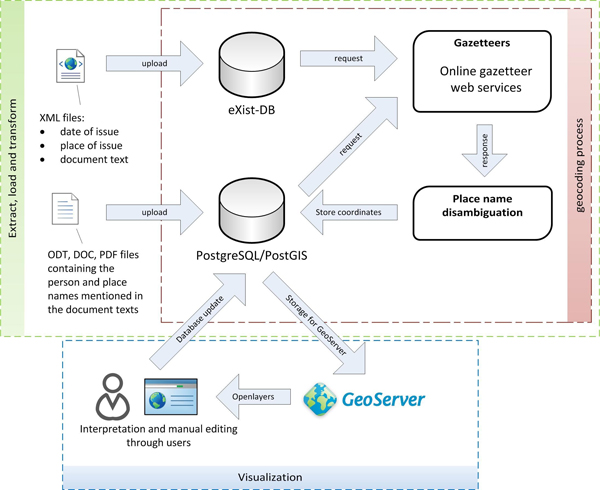 Extract, load and transform
upload
eXist-DB
request
Gazetteers
Online gazetteer
web services
XML files:
• date of issue
• place of issue
• document text
request
response
geocoding process
upload
PostgreSQL/PostGIS
Store coordinates
Place name
disambiguation
ODT, DOC, PDF files
containing the
person and place
names mentioned in
the document texts
Database update
Storage for GeoServer
Openlayers
GeoServer
Interpretation and manual editing
through users
Visualization